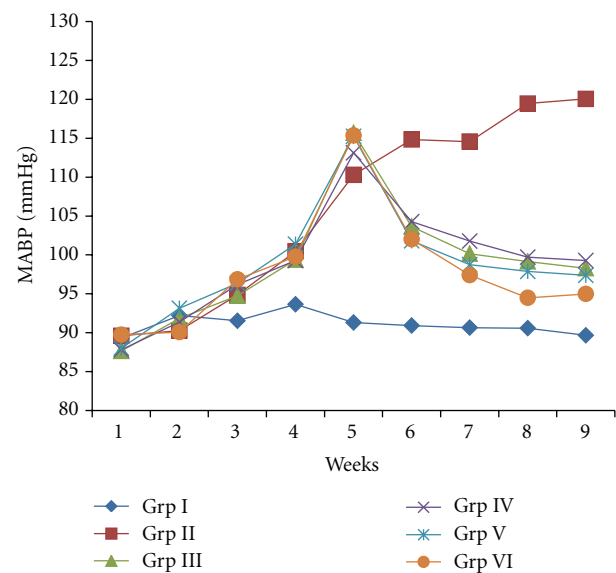 130
125
120
115
110
105
100
95
90
85
80
MABP (mmHg)
1 2 3 4 5 6 7 8 9
Weeks
Grp I
Grp II
Grp III
Grp IV
Grp V
Grp VI